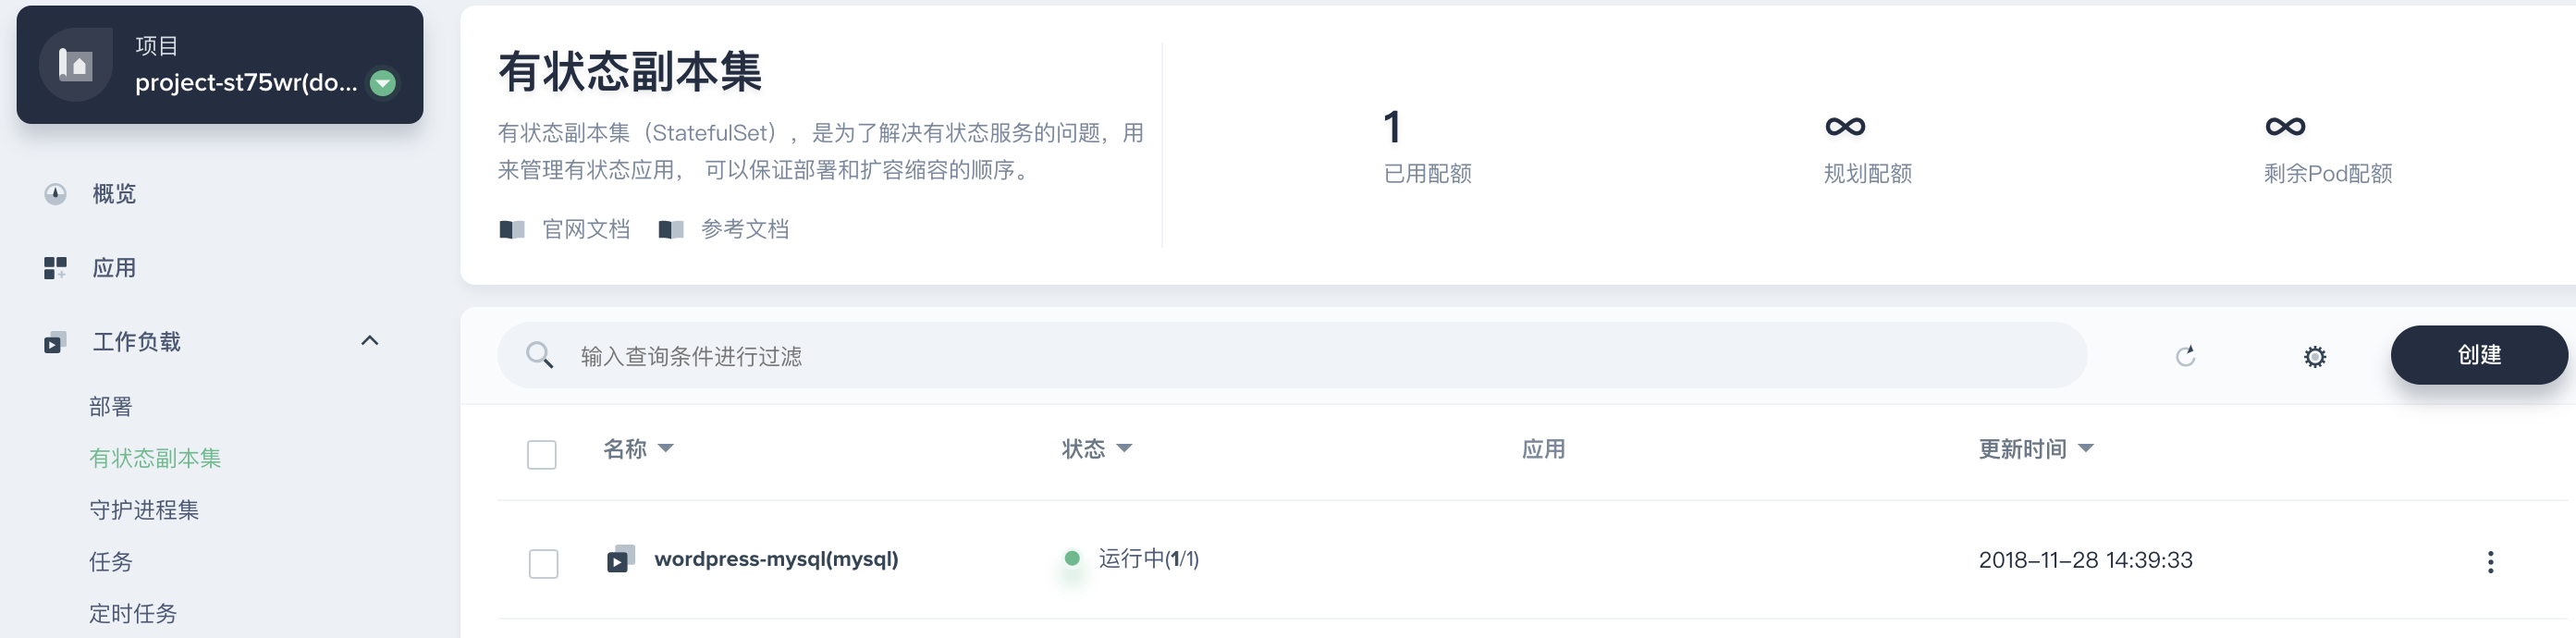 项目
project-st75wr(do...
概览
应用
工作负载
部署
有状态副本集
守护进程集
任务
定时任务
有状态副本集
有状态副本集（StatefulSet），是为了解决有状态服务的问题，用
来管理有状态应用， 可以保证部署和扩容缩容的顺序。
官网文档 参考文档
1
已用配额
∞
规划配额
∞
剩余Pod配额
输入查询条件进行过滤
创建
名称 状态 应用 更新时间
wordpress-mysql(mysql) 运行中(1/1) 2018-11-28 14:39:33